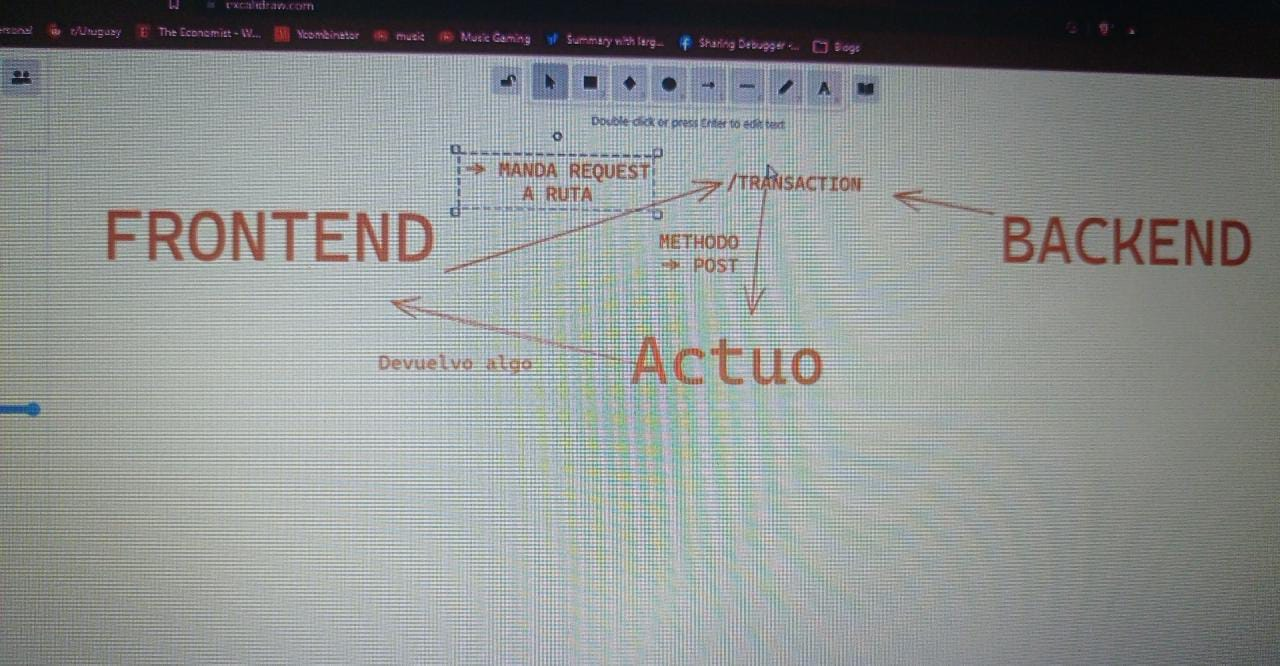 excalidraw.com
r/Uruguay
The Economist - W...
Ycombinator
music
Music Gaming
Summary with larg...
Sharing Debugger -...
Blogs
A
Double-click or press Enter to edit text
→ MANDA REQUEST
A RUTA
/TRANSACTION
FRONTEND
METHODO
→ POST
BACKEND
Devuelvo algo
Actuo